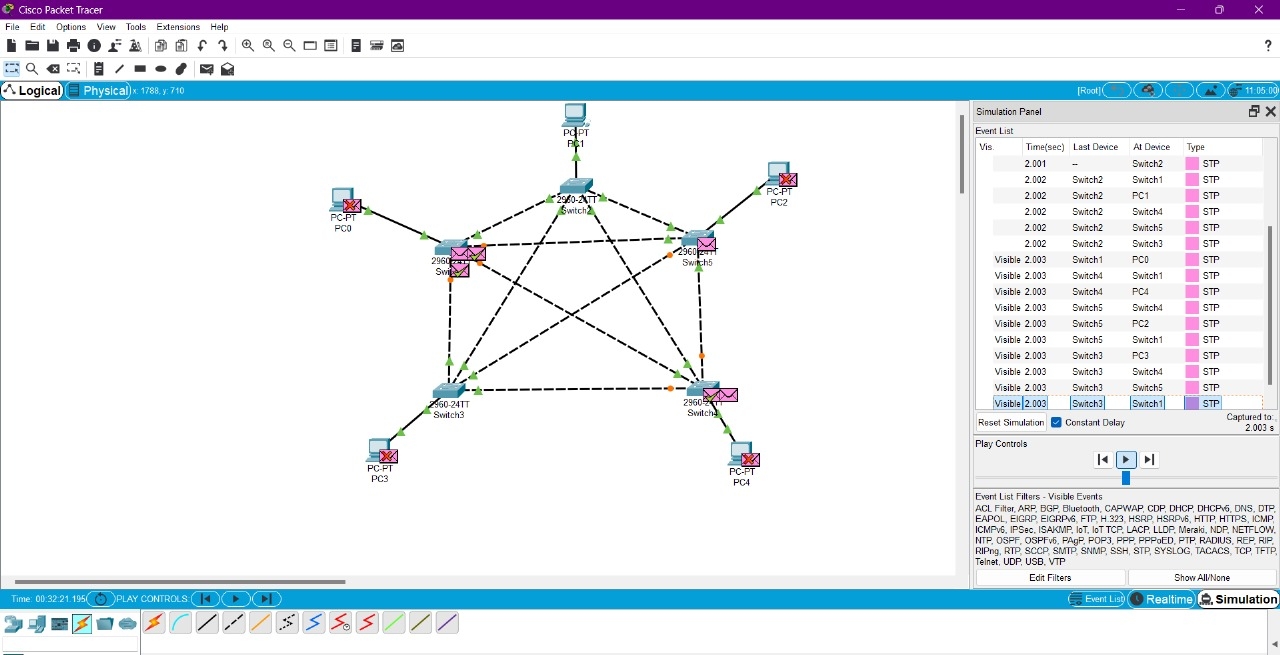 Cisco Packet Tracer
File Edit Options View Tools Extensions Help
?
Logical Physical x: 1788, y: 710 [Root] 11:05:00
PC-PT
PC1
PC-PT
PC2
PC-PT
PC0
2960-24TT
Switch2
2960-24TT
Switch5
2960-24TT
Switch3
PC-PT
PC3
PC-PT
PC4
Simulation Panel
Event List
Vis. Time(sec) Last Device At Device Type
2.001 -- Switch2 STP
2.002 Switch2 Switch1 STP
2.002 Switch2 PC1 STP
2.002 Switch2 Switch4 STP
2.002 Switch2 Switch5 STP
2.002 Switch2 Switch3 STP
Visible 2.003 Switch1 PC0 STP
Visible 2.003 Switch4 Switch1 STP
Visible 2.003 Switch4 PC4 STP
Visible 2.003 Switch5 Switch4 STP
Visible 2.003 Switch5 PC2 STP
Visible 2.003 Switch5 Switch1 STP
Visible 2.003 Switch3 PC3 STP
Visible 2.003 Switch3 Switch4 STP
Visible 2.003 Switch3 Switch5 STP
Visible 2.003 Switch3 Switch1 STP
Reset Simulation Constant Delay Captured to:
2.003 s
Play Controls
Event List Filters - Visible Events
ACL Filter, ARP, BGP, Bluetooth, CAPWAP, CDP, DHCP, DHCPv6, DNS, DTP,
EAPOL, EIGRP, EIGRPv6, FTP, H.323, HSRP, HSRPv6, HTTP, HTTPS, ICMP,
ICMPv6, IPSec, ISAKMP, IoT, IoT TCP, LACP, LLDP, Meraki, NDP, NETFLOW,
NTP, OSPF, OSPFv6, PAgP, POP3, PPP, PPPoED, PTP, RADIUS, REP, RIP,
RIPng, RTP, SCCP, SMTP, SNMP, SSH, STP, SYSLOG, TACACS, TCP, TFTP,
Telnet, UDP, USB, VTP
Edit Filters Show All/None
Time: 00:32:21.195 PLAY CONTROLS: Event List Realtime Simulation